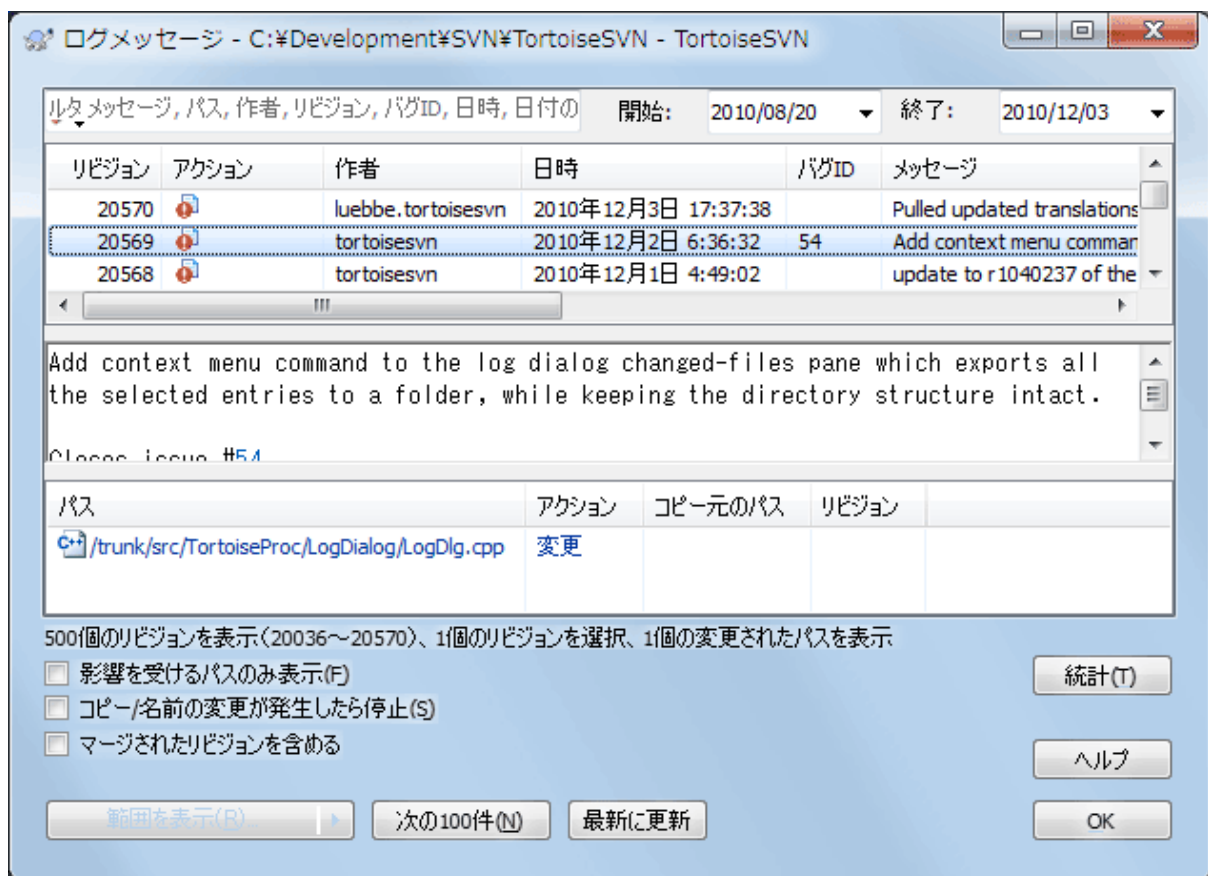 ログメッセージ - C:¥Development¥SVN¥TortoiseSVN - TortoiseSVN
ルタ メッセージ, パス, 作者, リビジョン, バグID, 日時, 日付の 開始: 2010/08/20 終了: 2010/12/03
リビジョン アクション 作者 日時 バグID メッセージ
20570 luebbe.tortoisesvn 2010年12月3日 17:37:38 Pulled updated translations
20569 tortoisesvn 2010年12月2日 6:36:32 54 Add context menu comman
20568 tortoisesvn 2010年12月1日 4:49:02 update to r1040237 of the
Add context menu command to the log dialog changed-files pane which exports all
the selected entries to a folder, while keeping the directory structure intact.
Closes issue #54
パス アクション コピー元のパス リビジョン
C++ /trunk/src/TortoiseProc/LogDialog/LogDlg.cpp 変更
500個のリビジョンを表示(20036～20570)、1個のリビジョンを選択、1個の変更されたパスを表示
影響を受けるパスのみ表示(F)
統計(T)
コピー/名前の変更が発生したら停止(S)
マージされたリビジョンを含める
ヘルプ
範囲を表示(R)... 次の100件(N) 最新に更新 OK